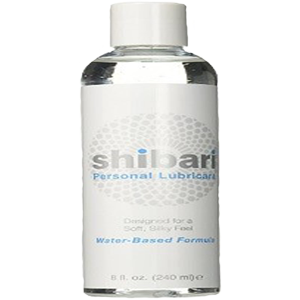 shibari
Personal Lubricant
Designed for a
Soft, Silky Feel
Water-Based Formula
8 fl. oz. (240 ml) e